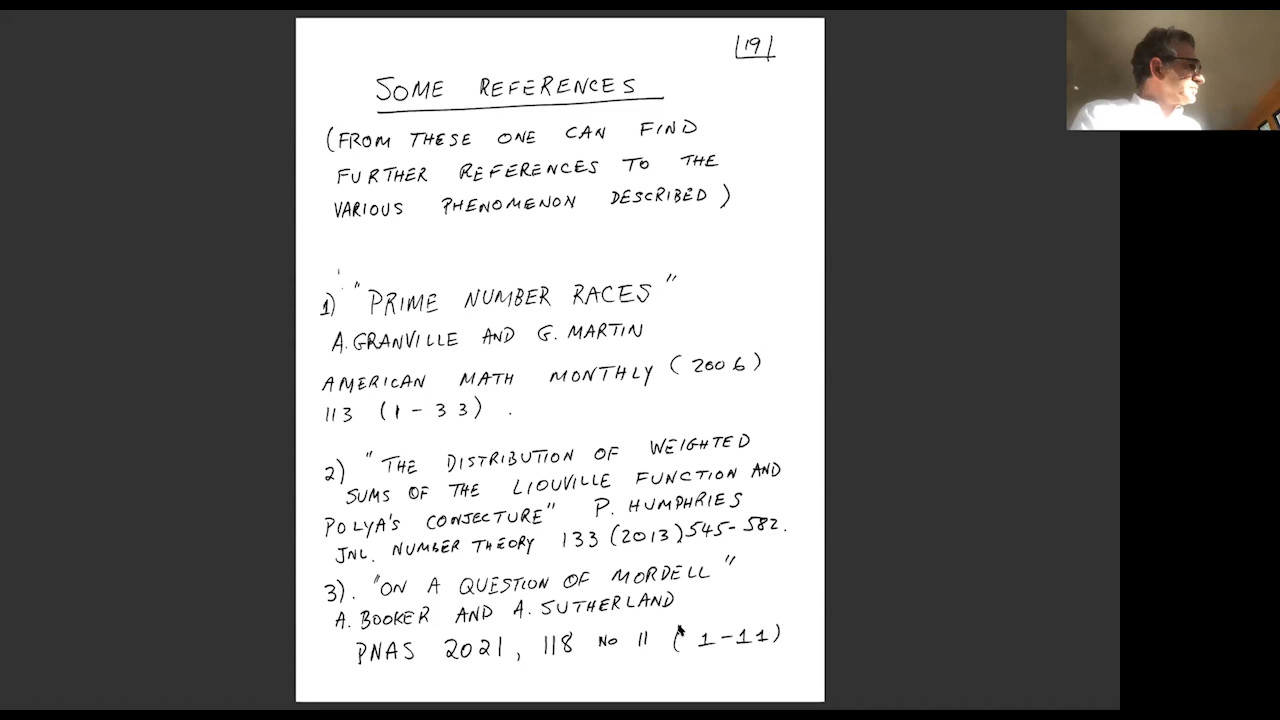 19
SOME REFERENCES
(FROM THESE ONE CAN FIND
FURTHER REFERENCES TO THE
VARIOUS PHENOMENON DESCRIBED)
1) "PRIME NUMBER RACES"
A. GRANVILLE AND G. MARTIN
AMERICAN MATH MONTHLY (2006)
113 (1-33).
2) "THE DISTRIBUTION OF WEIGHTED
SUMS OF THE LIOUVILLE FUNCTION AND
POLYA'S CONJECTURE" P. HUMPHRIES
JNL. NUMBER THEORY 133 (2013) 545-582.
3). "ON A QUESTION OF MORDELL"
A. BOOKER AND A. SUTHERLAND
PNAS 2021, 118 NO 11 (1-11)